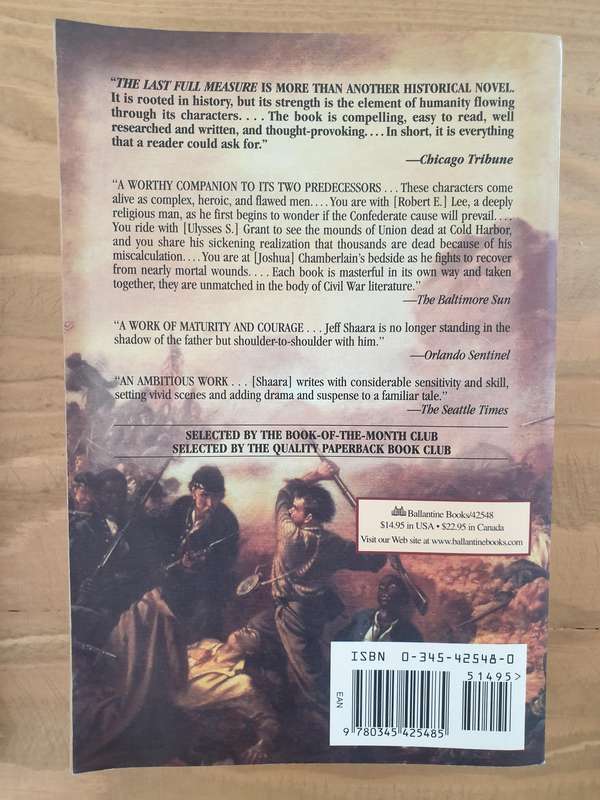 "THE LAST FULL MEASURE IS MORE THAN ANOTHER HISTORICAL NOVEL.
It is rooted in history, but its strength is the element of humanity flowing
through its characters. . . . The book is compelling, easy to read, well
researched and written, and thought-provoking. . . . In short, it is everything
that a reader could ask for."
—Chicago Tribune
"A WORTHY COMPANION TO ITS TWO PREDECESSORS . . . These characters come
alive as complex, heroic, and flawed men. . . . You are with [Robert E.] Lee, a deeply
religious man, as he first begins to wonder if the Confederate cause will prevail. . . .
You ride with [Ulysses S.] Grant to see the mounds of Union dead at Cold Harbor,
and you share his sickening realization that thousands are dead because of his
miscalculation. . . . You are at [Joshua] Chamberlain's bedside as he fights to recover
from nearly mortal wounds. . . . Each book is masterful in its own way and taken
together, they are unmatched in the body of Civil War literature."
—The Baltimore Sun
"A WORK OF MATURITY AND COURAGE . . . Jeff Shaara is no longer standing in the
shadow of the father but shoulder-to-shoulder with him."
—Orlando Sentinel
"AN AMBITIOUS WORK . . . [Shaara] writes with considerable sensitivity and skill,
setting vivid scenes and adding drama and suspense to a familiar tale."
—The Seattle Times
SELECTED BY THE BOOK-OF-THE-MONTH CLUB
SELECTED BY THE QUALITY PAPERBACK BOOK CLUB
Ballantine Books/42548
$14.95 in USA • $22.95 in Canada
Visit our Web site at www.ballantinebooks.com
ISBN 0-345-42548-0
51495>
EAN
9 780345 425485